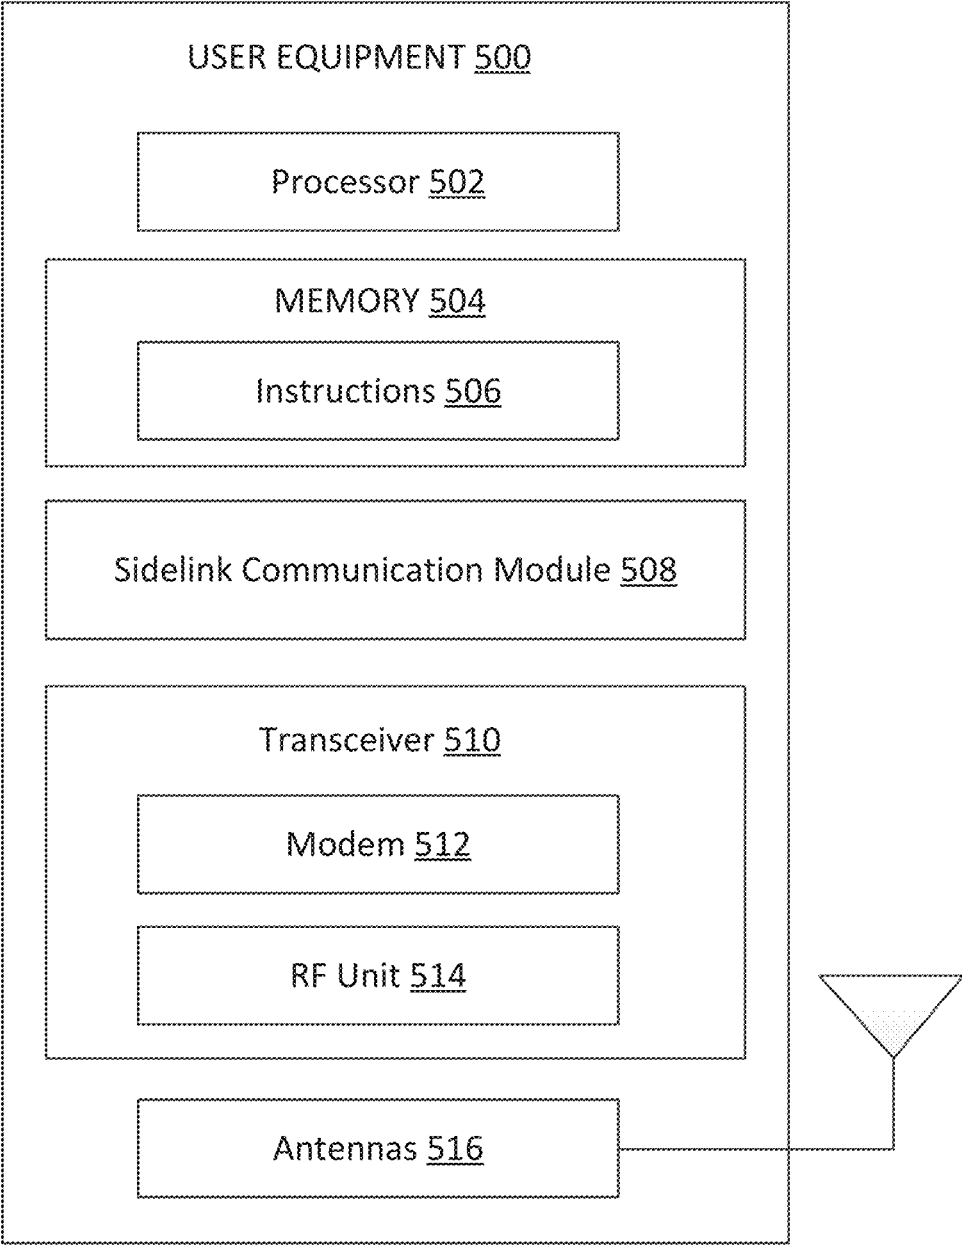 USER EQUIPMENT 500
Processor 502
MEMORY 504
Instructions 506
Sidelink Communication Module 508
Transceiver 510
Modem 512
RF Unit 514
Antennas 516